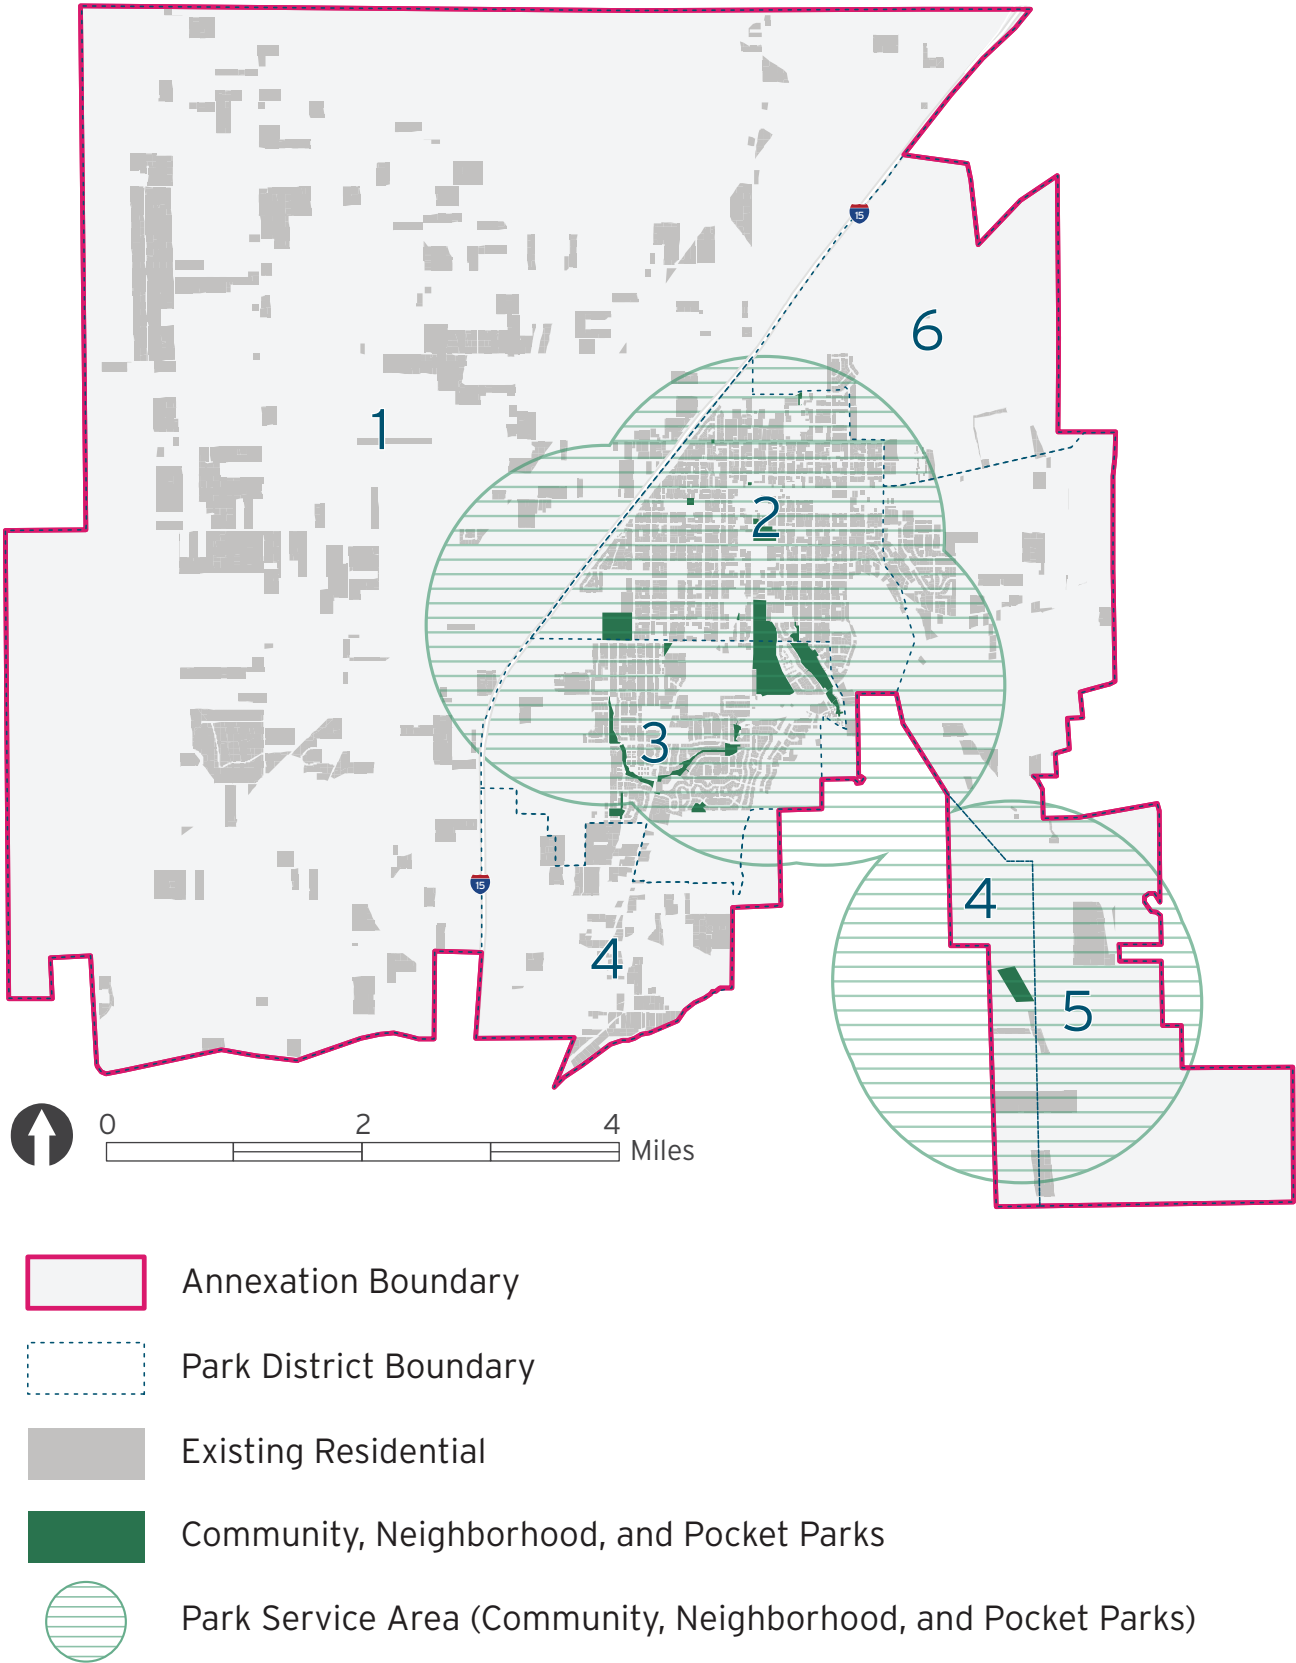 15
6
1
2
3
15
4
4
5
0 2 4
Miles
Annexation Boundary
Park District Boundary
Existing Residential
Community, Neighborhood, and Pocket Parks
Park Service Area (Community, Neighborhood, and Pocket Parks)